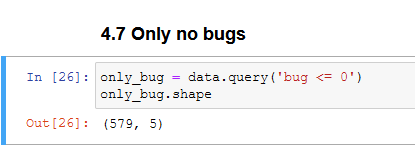 4.7 Only no bugs
In [26]: only_bug = data.query('bug <= 0')
only_bug.shape
Out[26]: (579, 5)